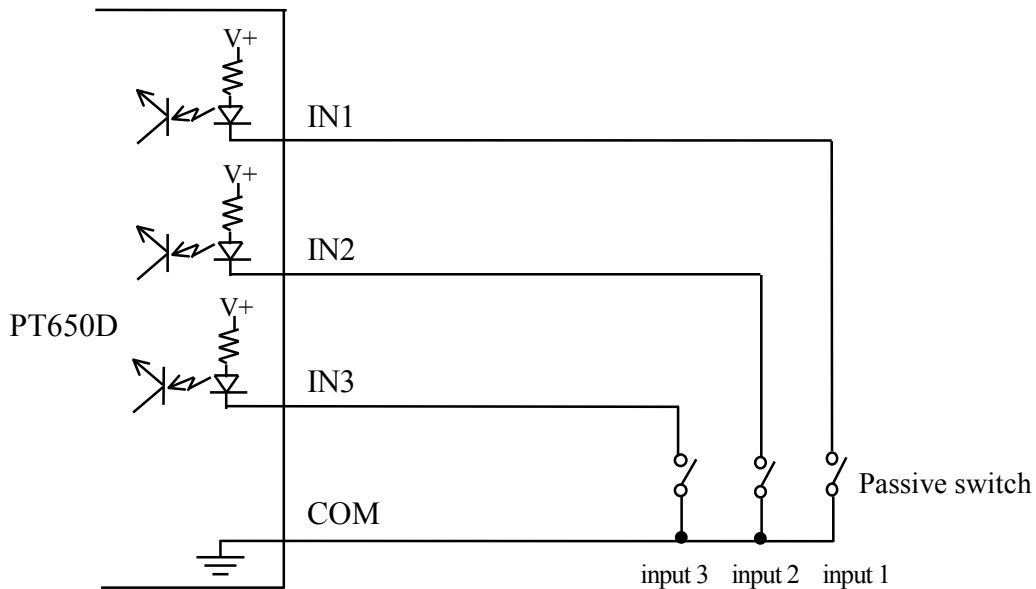 V+
IN1
V+
IN2
V+
PT650D
IN3
Passive switch
COM
input 3 input 2 input 1